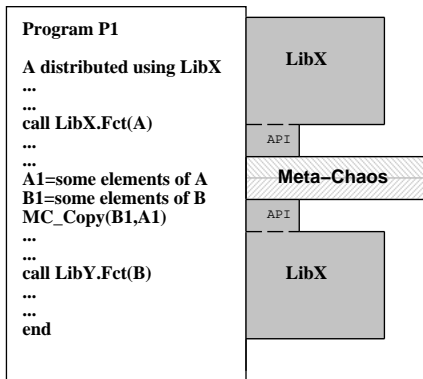 Program P1
A distributed using LibX
...
...
call LibX.Fct(A)
...
...
A1=some elements of A
B1=some elements of B
MC_Copy(B1,A1)
...
...
call LibY.Fct(B)
...
...
end
LibX
API
Meta-Chaos
API
LibX